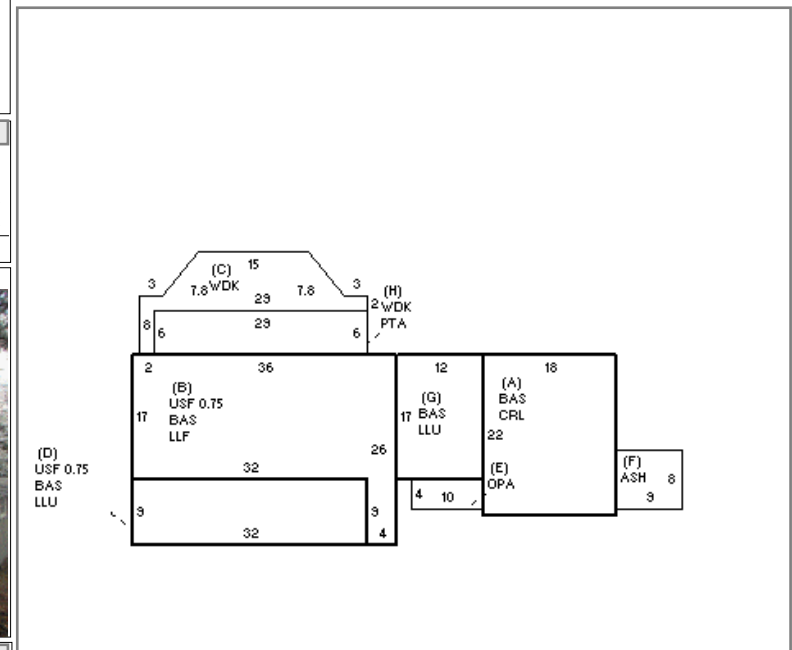 15
(C)
WDK
3
3
7.8
7.8
29
2
(H)
WDK
PTA
8
6
29
6
2
36
12
18
(B)
USF 0.75
BAS
LLF
17
(G)
BAS
LLU
17
(A)
BAS
CRL
22
26
32
(D)
USF 0.75
BAS
LLU
9
32
9
4
4
10
(E)
OPA
(F)
ASH
8
9